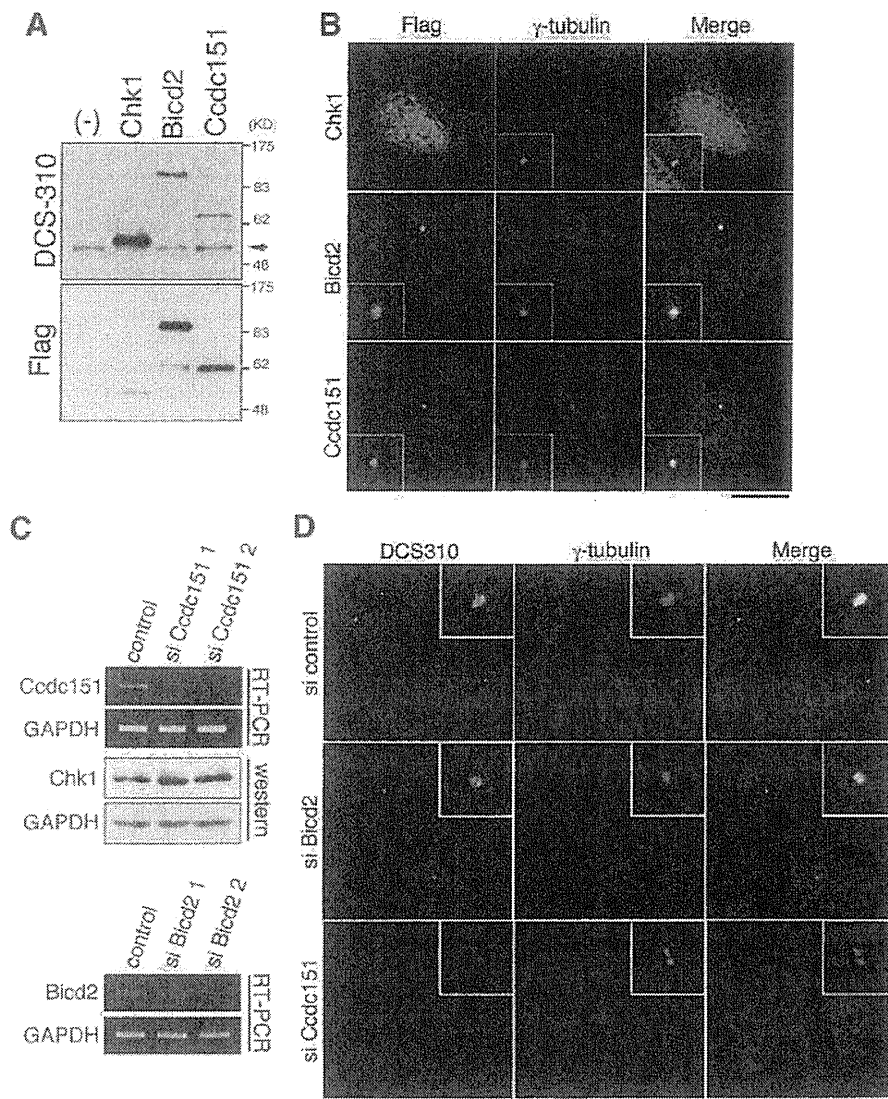 A
(-)
Chk1
Bicd2
Ccdc151
(KD)
DCS-310
175
83
62
48
Flag
175
83
62
48
B
Flag
γ-tubulin
Merge
Chk1
Bicd2
Ccdc151
C
control
si Ccdc151 1
si Ccdc151 2
Ccdc151
GAPDH
RT-PCR
Chk1
GAPDH
western
control
si Bicd2 1
si Bicd2 2
Bicd2
GAPDH
RT-PCR
D
DCS310
γ-tubulin
Merge
si control
si Bicd2
si Ccdc151